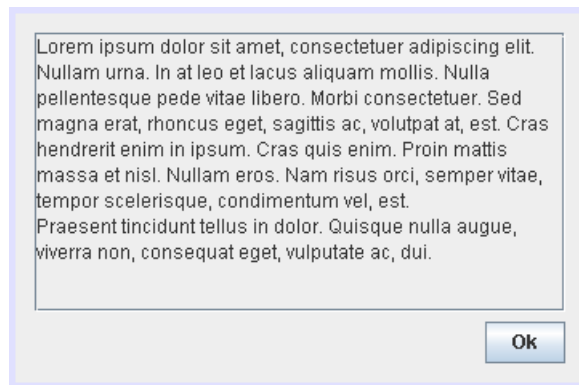 Lorem ipsum dolor sit amet, consectetuer adipiscing elit.
Nullam urna. In at leo et lacus aliquam mollis. Nulla
pellentesque pede vitae libero. Morbi consectetuer. Sed
magna erat, rhoncus eget, sagittis ac, volutpat at, est. Cras
hendrerit enim in ipsum. Cras quis enim. Proin mattis
massa et nisl. Nullam eros. Nam risus orci, semper vitae,
tempor scelerisque, condimentum vel, est.
Praesent tincidunt tellus in dolor. Quisque nulla augue,
viverra non, consequat eget, vulputate ac, dui.
Ok